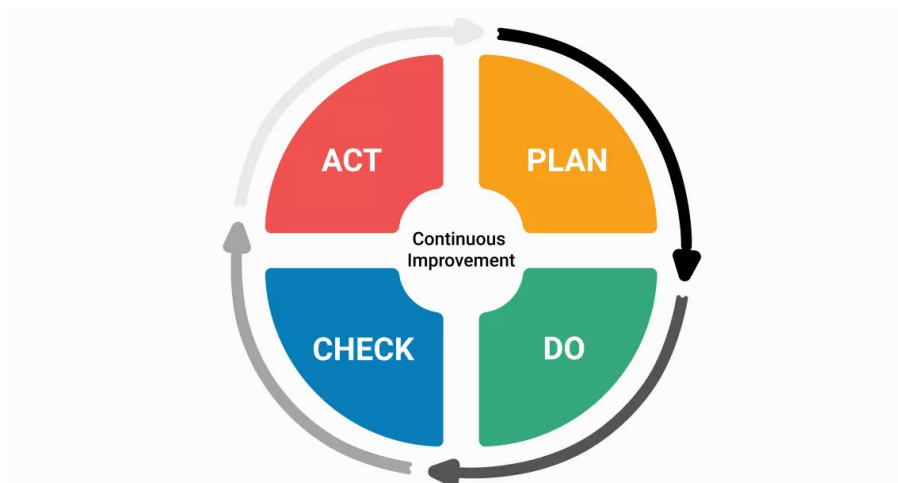 ACT
PLAN
Continuous
Improvement
CHECK
DO